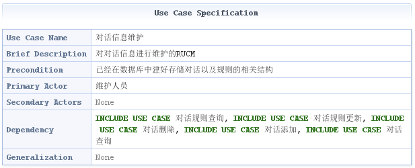 Use Case Specification
Use Case Name 对话信息维护
Brief Description 对对话信息进行维护的RUCM
Precondition 已经在数据库中建好存储对话以及规则的相关结构
Primary Actor 维护人员
Secondary Actors None
Dependency INCLUDE USE CASE 对话规则查询, INCLUDE USE CASE 对话规则更新, INCLUDE
USE CASE 对话删除, INCLUDE USE CASE 对话添加, INCLUDE USE CASE 对话
查询
Generalization None